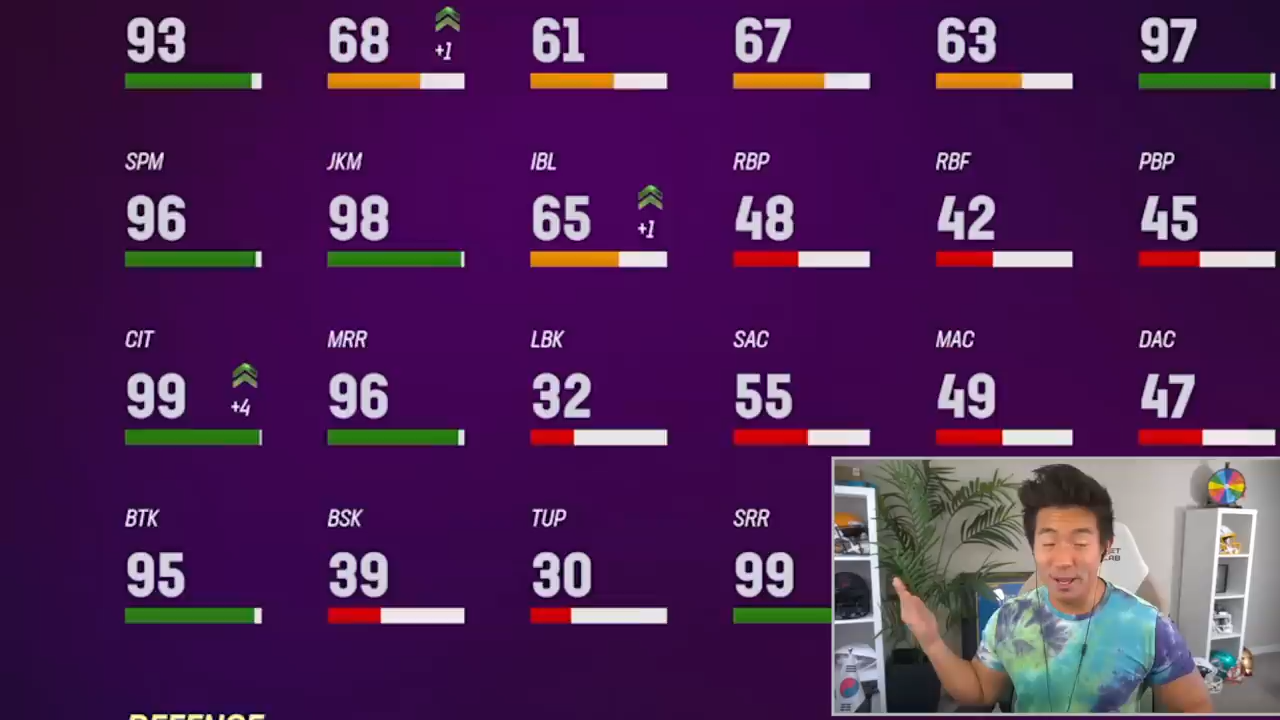 93 68 +1 61 67 63 97
SPM JKM IBL RBP RBF PBP
96 98 65 +1 48 42 45
CIT MRR LBK SAC MAC DAC
99 +4 96 32 55 49 47
BTK BSK TUP SRR
95 39 30 99
DEFENSE